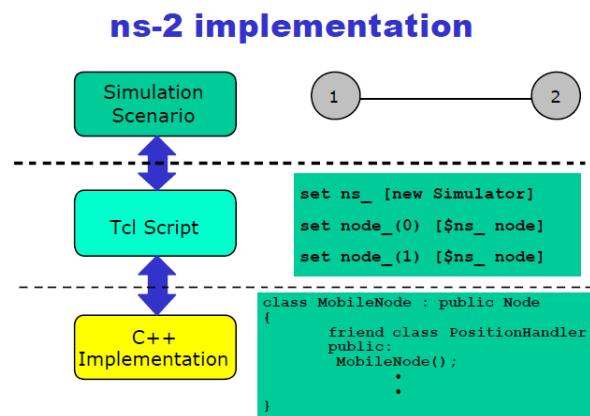 ns-2 implementation
Simulation
Scenario
1
2
Tcl Script
set ns_ [new Simulator]
set node_(0) [$ns_ node]
set node_(1) [$ns_ node]
C++
Implementation
class MobileNode : public Node
{
friend class PositionHandler
public:
MobileNode();
•
•
}